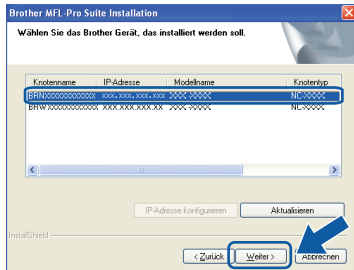 Brother MFL-Pro Suite Installation
Wählen Sie das Brother Gerät, das installiert werden soll.
Knotenname IP-Adresse Modellname Knotentyp
BRNXXXXXXXXXXXX XXX.XXX.XXX.XXX XXX-XXXX NC-XXXX
BRWXXXXXXXXXXXX XXX.XXX.XXX.XX XXX-XXXX NC-XXXX
IP-Adresse konfigurieren Aktualisieren
InstallShield
< Zurück Weiter > Abbrechen